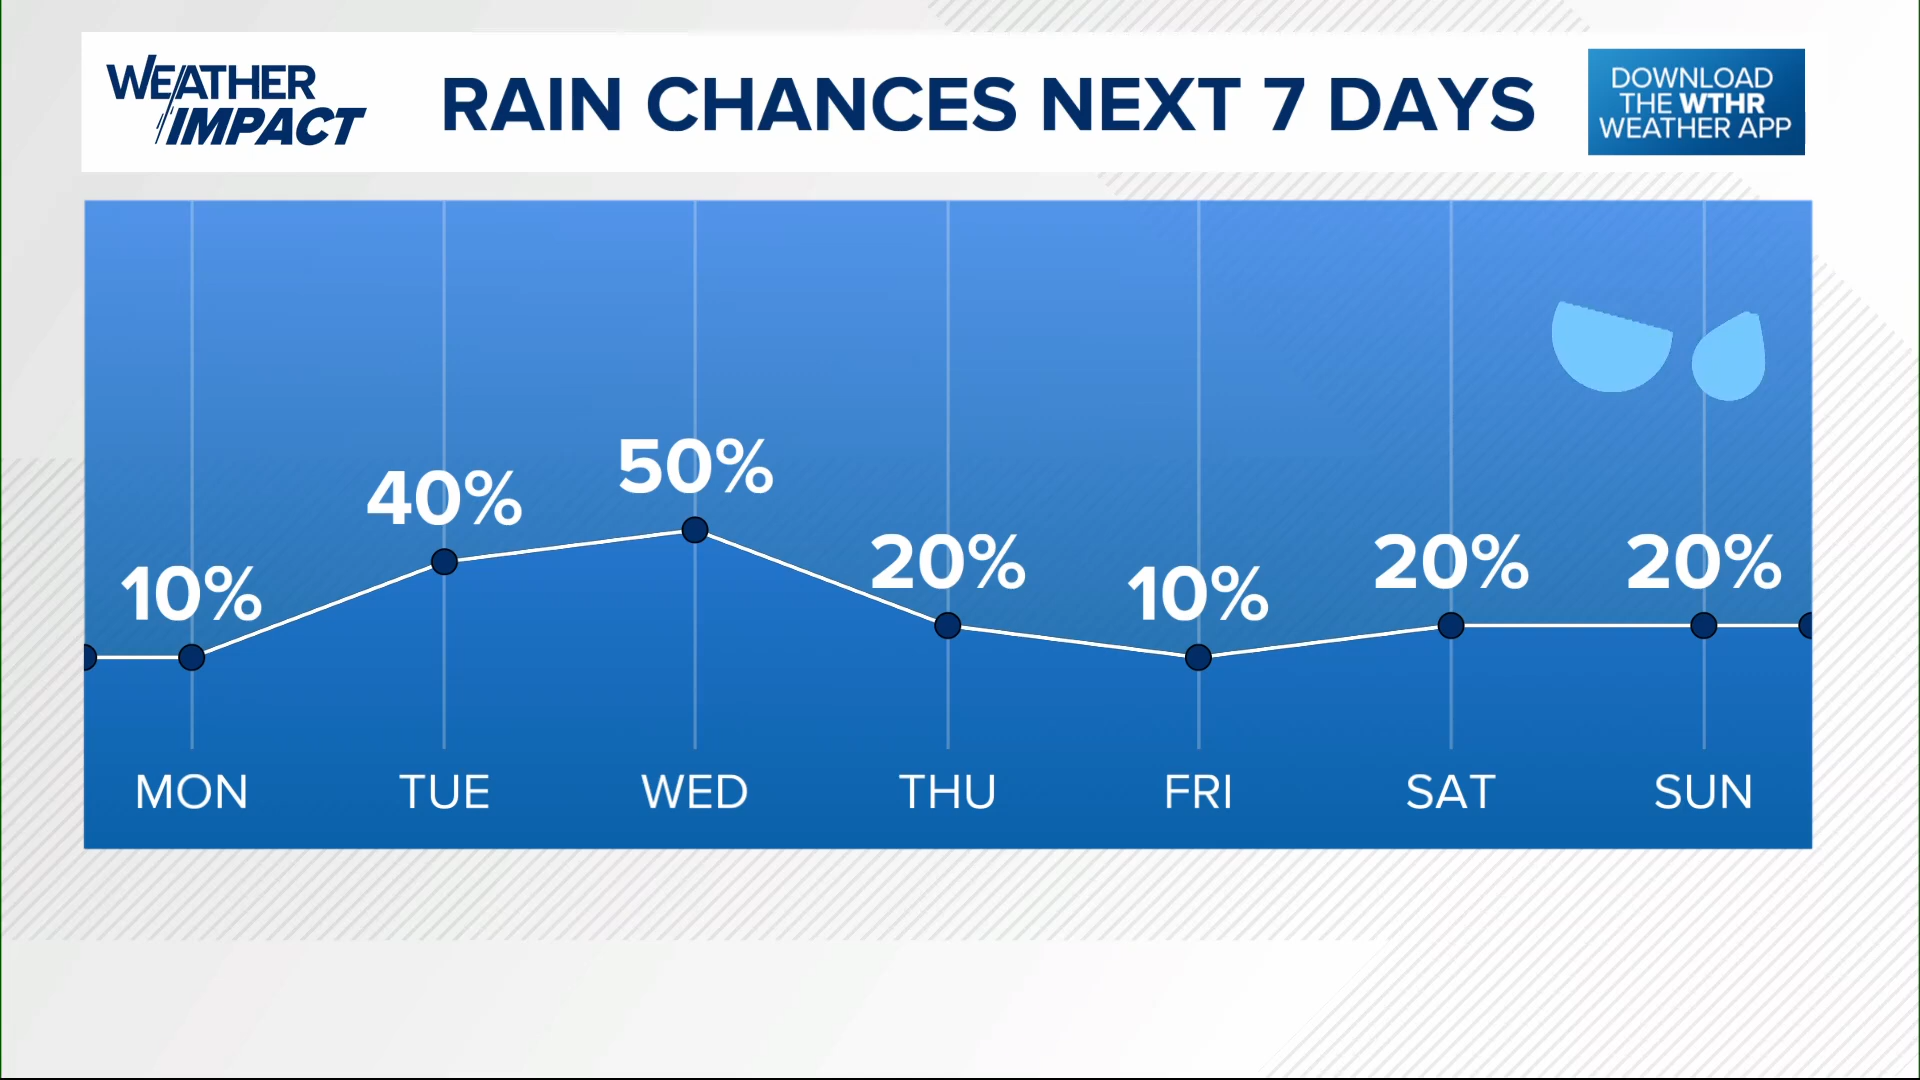 WEATHER
IMPACT
RAIN CHANCES NEXT 7 DAYS
DOWNLOAD
THE WTHR
WEATHER APP
10%
40%
50%
20%
10%
20%
20%
MON
TUE
WED
THU
FRI
SAT
SUN